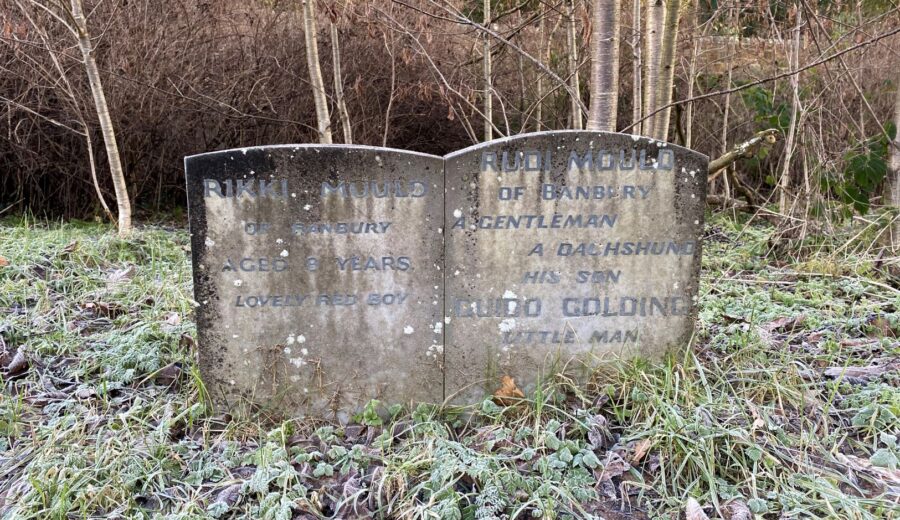 RIKKI MOULD
OF BANBURY
AGED 8 YEARS
LOVELY RED BOY
RUDI MOULD
OF BANBURY
A GENTLEMAN
A DACHSHUND
HIS SON
GUIDO GOLDING
LITTLE MAN